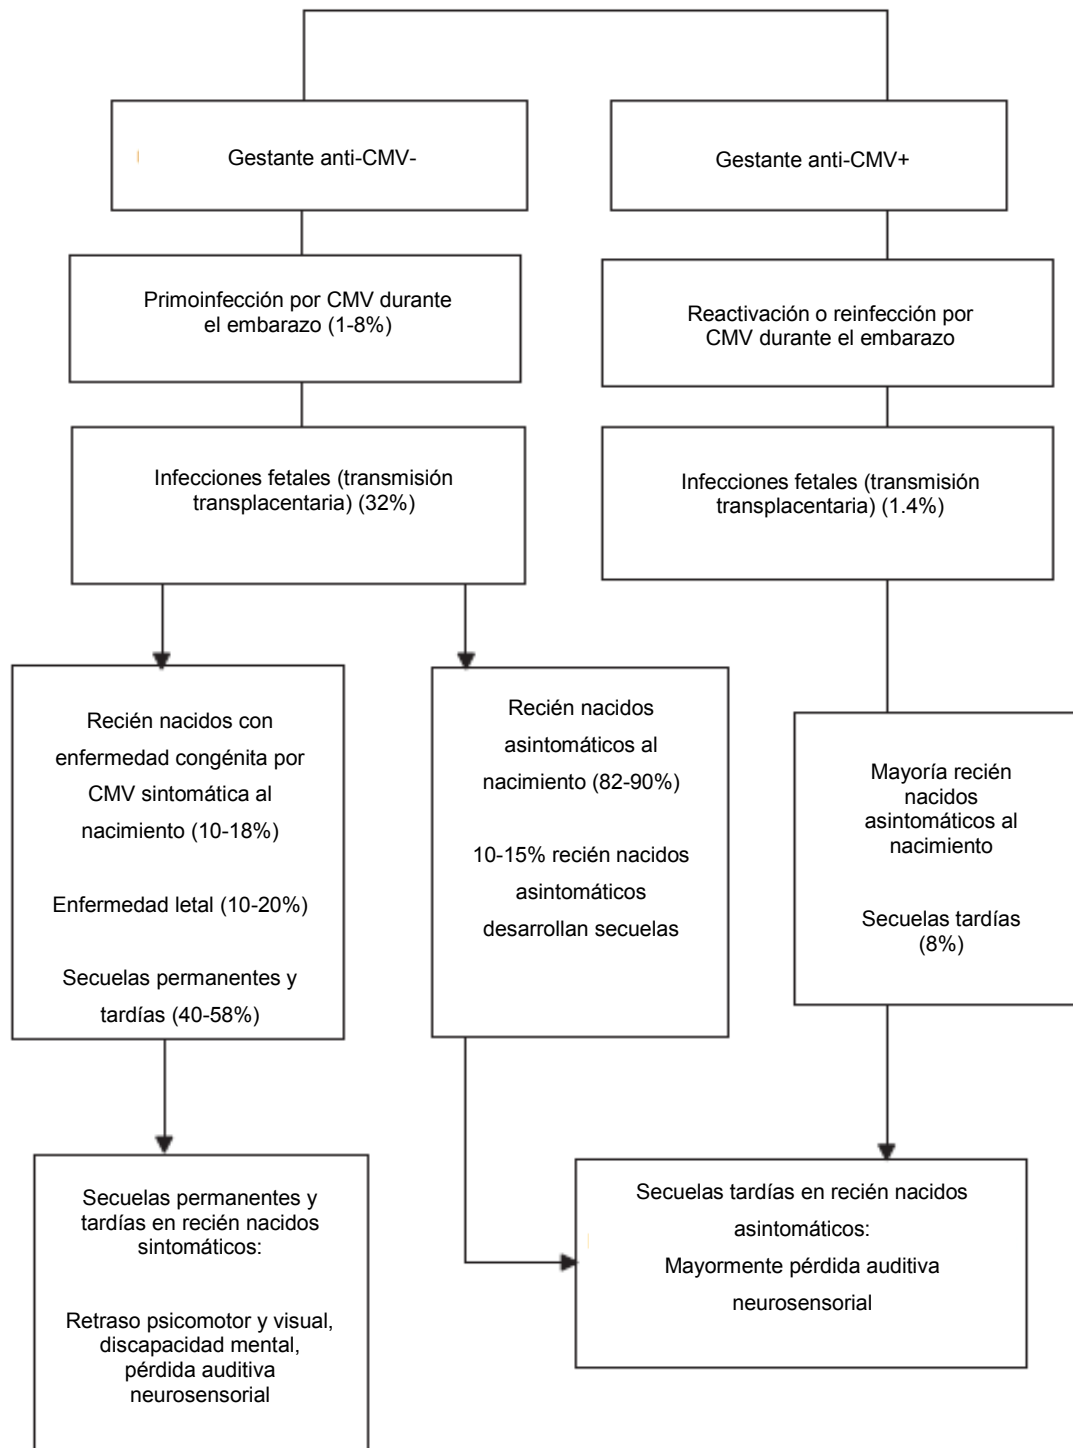 Gestante anti-CMV-
Gestante anti-CMV+
Primoinfección por CMV durante
el embarazo (1-8%)
Reactivación o reinfección por
CMV durante el embarazo
Infecciones fetales (transmisión
transplacentaria) (32%)
Infecciones fetales (transmisión
transplacentaria) (1.4%)
Recién nacidos con
enfermedad congénita por
CMV sintomática al
nacimiento (10-18%)
Enfermedad letal (10-20%)
Secuelas permanentes y
tardías (40-58%)
Recién nacidos
asintomáticos al
nacimiento (82-90%)
10-15% recién nacidos
asintomáticos
desarrollan secuelas
Mayoría recién
nacidos
asintomáticos al
nacimiento
Secuelas tardías
(8%)
Secuelas permanentes y
tardías en recién nacidos
sintomáticos:
Retraso psicomotor y visual,
discapacidad mental,
pérdida auditiva
neurosensorial
Secuelas tardías en recién nacidos
asintomáticos:
Mayormente pérdida auditiva
neurosensorial